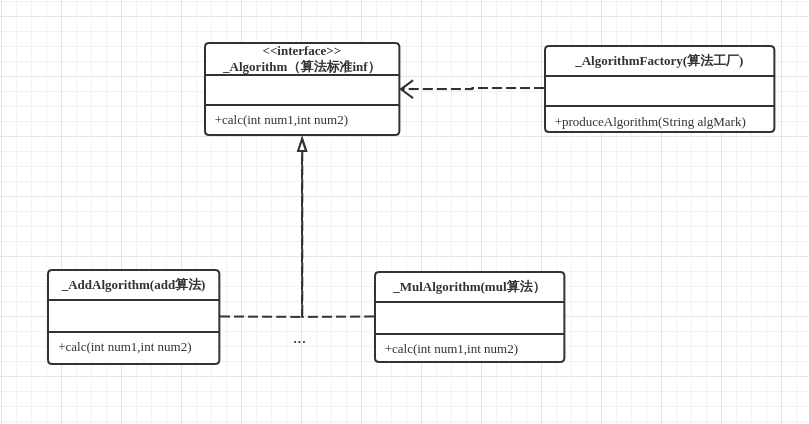 <<interface>>
_Algorithm（算法标准inf）
+calc(int num1,int num2)
_AlgorithmFactory(算法工厂)
+produceAlgorithm(String algMark)
_AddAlgorithm(add算法)
+calc(int num1,int num2)
...
_MulAlgorithm(mul算法）
+calc(int num1,int num2)